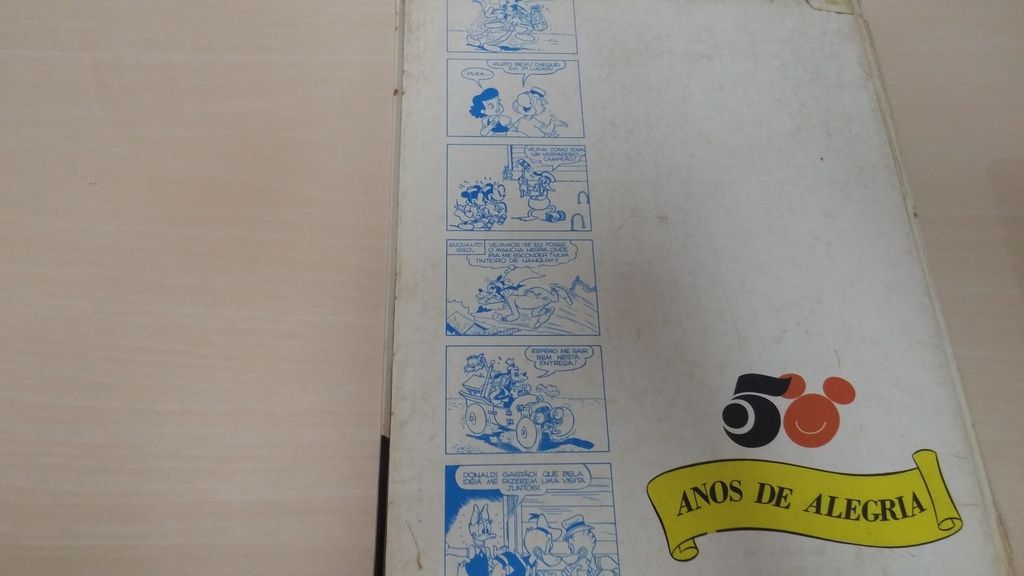 PUXA...
MUITO BEM! CHEGUEI
EM 2º LUGAR!
VEJAM COMO JOGA
UM VERDADEIRO
CAMPEÃO!
ENQUANTO
ISSO...
VEJAMOS: SE EU FOSSE
O MANCHA NEGRA, ONDE
IRIA ME ESCONDER? NUM
TINTEIRO DE NANQUIM?
ESPERO ME SAIR
BEM NESTA
ENTREGA!
DONALD! GASTÃO! QUE BELA
IDÉIA ME FAZEREM UMA VISITA
JUNTOS!
50
ANOS DE ALEGRIA